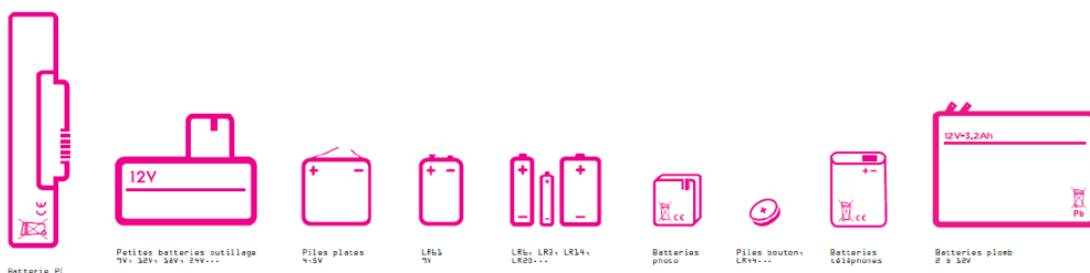 12V
12V-3,2Ah
Pb
Batterie PC
Petites batteries outillage
9V, 12V, 18V, 24V...
Piles plates
4,5V
LR61
9V
LR6, LR3, LR14,
LR20...
Batteries
photo
Piles bouton,
LR44...
Batteries
téléphones
Batteries plomb
2 à 12V